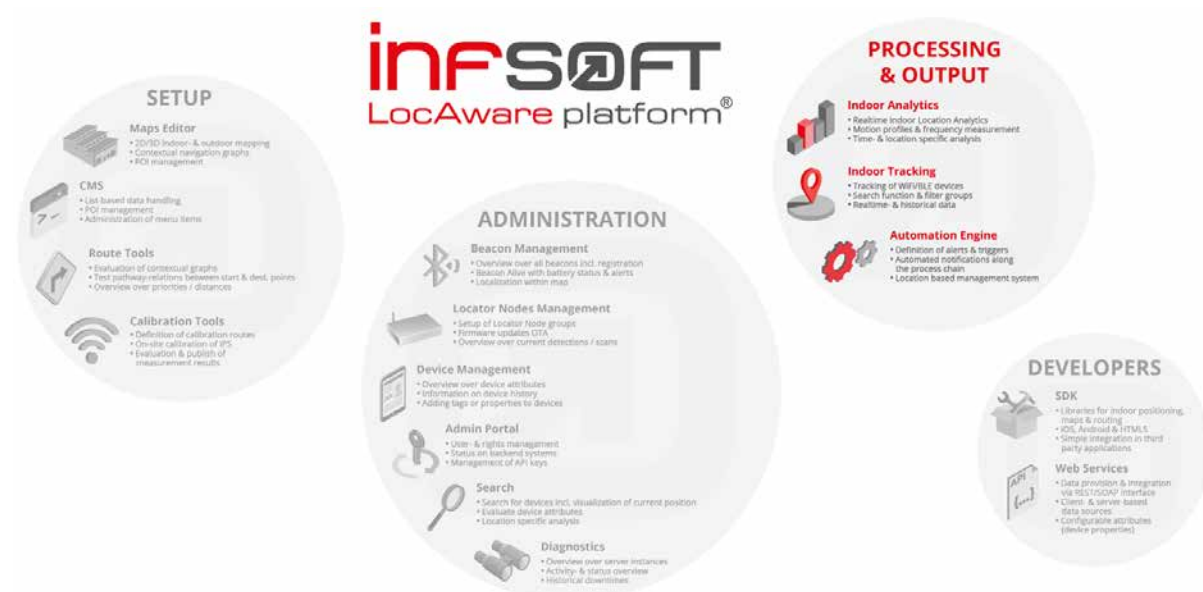 infsoft
LocAware platform®
SETUP
Maps Editor
• 2D/3D indoor- & outdoor mapping
• Contextual navigation graphs
• POI management
CMS
• List based data handling
• POI management
• Administration of menu items
Route Tools
• Evaluation of contextual graphs
• Test pathway-relations between start & dest. points
• Overview over priorities / distances
Calibration Tools
• Definition of calibration routes
• On-site calibration of IPS
• Evaluation & publish of
measurement results
ADMINISTRATION
Beacon Management
• Overview over all beacons incl. registration
• Beacon Alive with battery status & alerts
• Localization within map
Locator Nodes Management
• Setup of Locator Node groups
• Firmware updates OTA
• Overview over current detections / scans
Device Management
• Overview over device attributes
• Information on device history
• Adding tags or properties to devices
Admin Portal
• User- & rights management
• Status on backend systems
• Management of API keys
Search
• Search for devices incl. visualization of current position
• Evaluate device attributes
• Location specific analysis
Diagnostics
• Overview over server instances
• Activity- & status overview
• Historical downtimes
PROCESSING
& OUTPUT
Indoor Analytics
• Realtime Indoor Location Analytics
• Motion profiles & frequency measurement
• Time- & location specific analysis
Indoor Tracking
• Tracking of WiFi/BLE devices
• Search function & filter groups
• Realtime- & historical data
Automation Engine
• Definition of alerts & triggers
• Automated notifications along
the process chain
• Location based management system
DEVELOPERS
SDK
• Libraries for indoor positioning,
maps & routing
• iOS, Android & HTML5
• Simple integration in third
party applications
API
{...}
Web Services
• Data provision & integration
via REST/SOAP interface
• Client- & server-based
data sources
• Configurable attributes
(device properties)